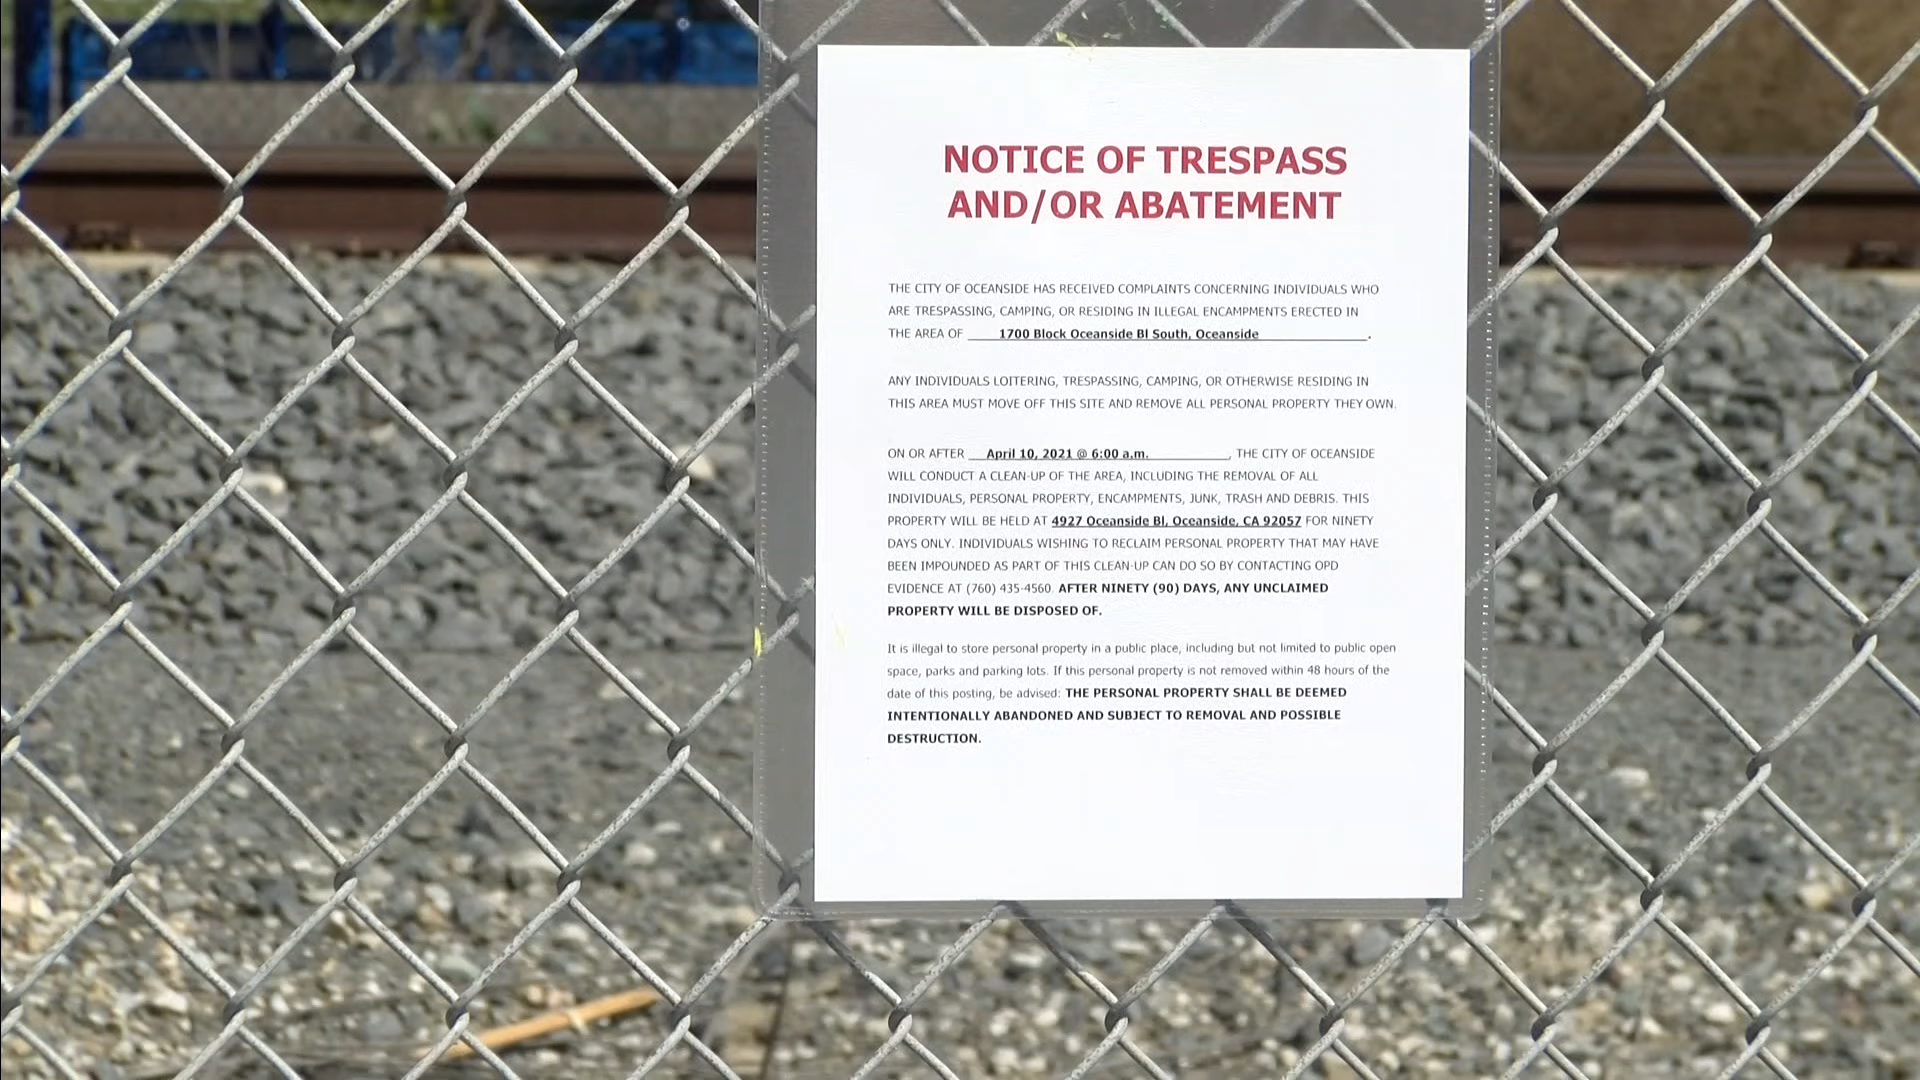 NOTICE OF TRESPASS
AND/OR ABATEMENT
THE CITY OF OCEANSIDE HAS RECEIVED COMPLAINTS CONCERNING INDIVIDUALS WHO
ARE TRESPASSING, CAMPING, OR RESIDING IN ILLEGAL ENCAMPMENTS ERECTED IN
THE AREA OF 1700 Block Oceanside Bl South, Oceanside.
ANY INDIVIDUALS LOITERING, TRESPASSING, CAMPING, OR OTHERWISE RESIDING IN
THIS AREA MUST MOVE OFF THIS SITE AND REMOVE ALL PERSONAL PROPERTY THEY OWN.
ON OR AFTER April 10, 2021 @ 6:00 a.m., THE CITY OF OCEANSIDE
WILL CONDUCT A CLEAN-UP OF THE AREA, INCLUDING THE REMOVAL OF ALL
INDIVIDUALS, PERSONAL PROPERTY, ENCAMPMENTS, JUNK, TRASH AND DEBRIS. THIS
PROPERTY WILL BE HELD AT 4927 Oceanside Bl, Oceanside, CA 92057 FOR NINETY
DAYS ONLY. INDIVIDUALS WISHING TO RECLAIM PERSONAL PROPERTY THAT MAY HAVE
BEEN IMPOUNDED AS PART OF THIS CLEAN-UP CAN DO SO BY CONTACTING OPD
EVIDENCE AT (760) 435-4560. AFTER NINETY (90) DAYS, ANY UNCLAIMED
PROPERTY WILL BE DISPOSED OF.
It is illegal to store personal property in a public place, including but not limited to public open
space, parks and parking lots. If this personal property is not removed within 48 hours of the
date of this posting, be advised: THE PERSONAL PROPERTY SHALL BE DEEMED
INTENTIONALLY ABANDONED AND SUBJECT TO REMOVAL AND POSSIBLE
DESTRUCTION.